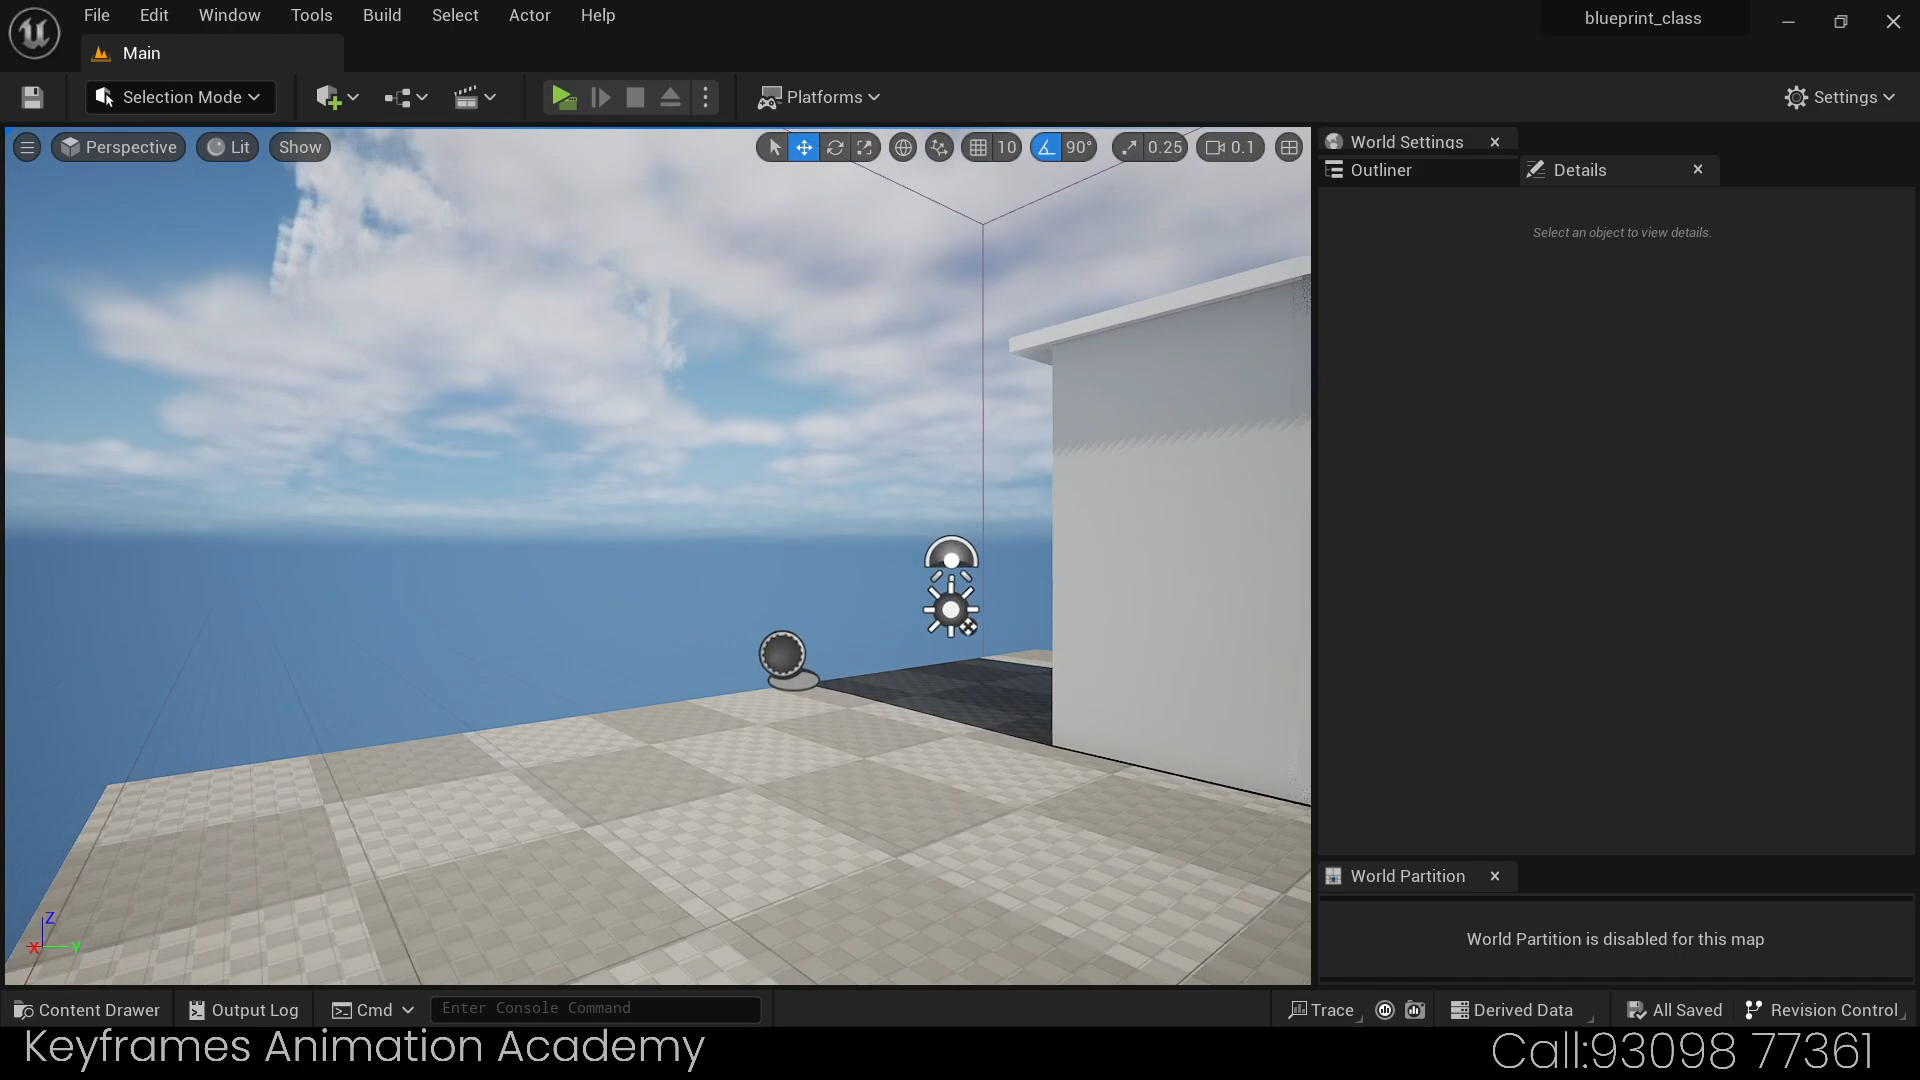 File Edit Window Tools Build Select Actor Help
blueprint_class
Main
Selection Mode
Platforms
Settings
Perspective Lit Show
10 90° 0.25 0.1
World Settings
Outliner Details
Select an object to view details.
Z
X Y
World Partition
World Partition is disabled for this map
Content Drawer Output Log Cmd Enter Console Command Trace Derived Data All Saved Revision Control
Keyframes Animation Academy
Call:93098 77361